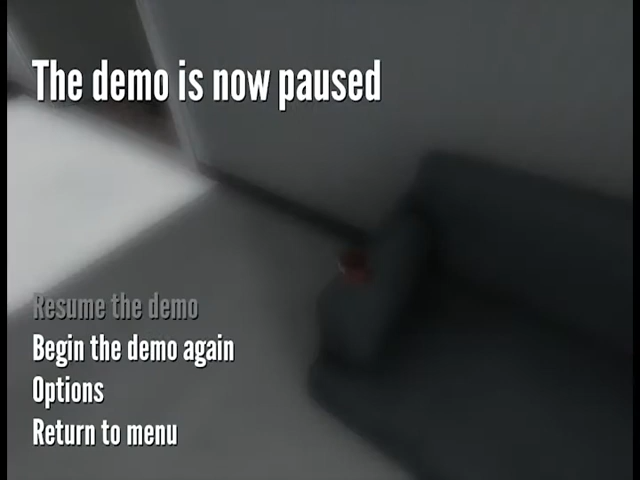 The demo is now paused
Resume the demo
Begin the demo again
Options
Return to menu